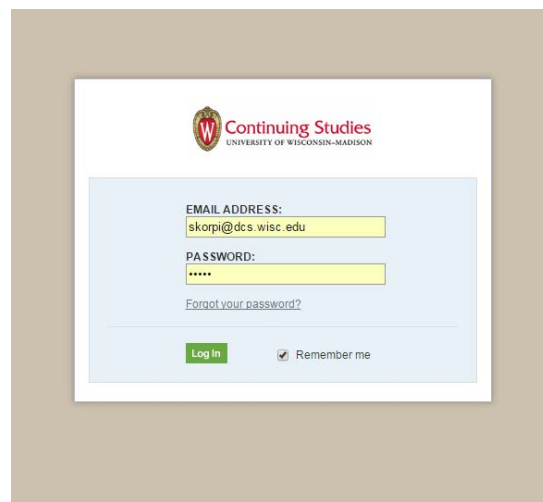 W
Continuing Studies
UNIVERSITY OF WISCONSIN–MADISON
EMAIL ADDRESS:
skorpi@dcs.wisc.edu
PASSWORD:
•••••
Forgot your password?
Log In
Remember me